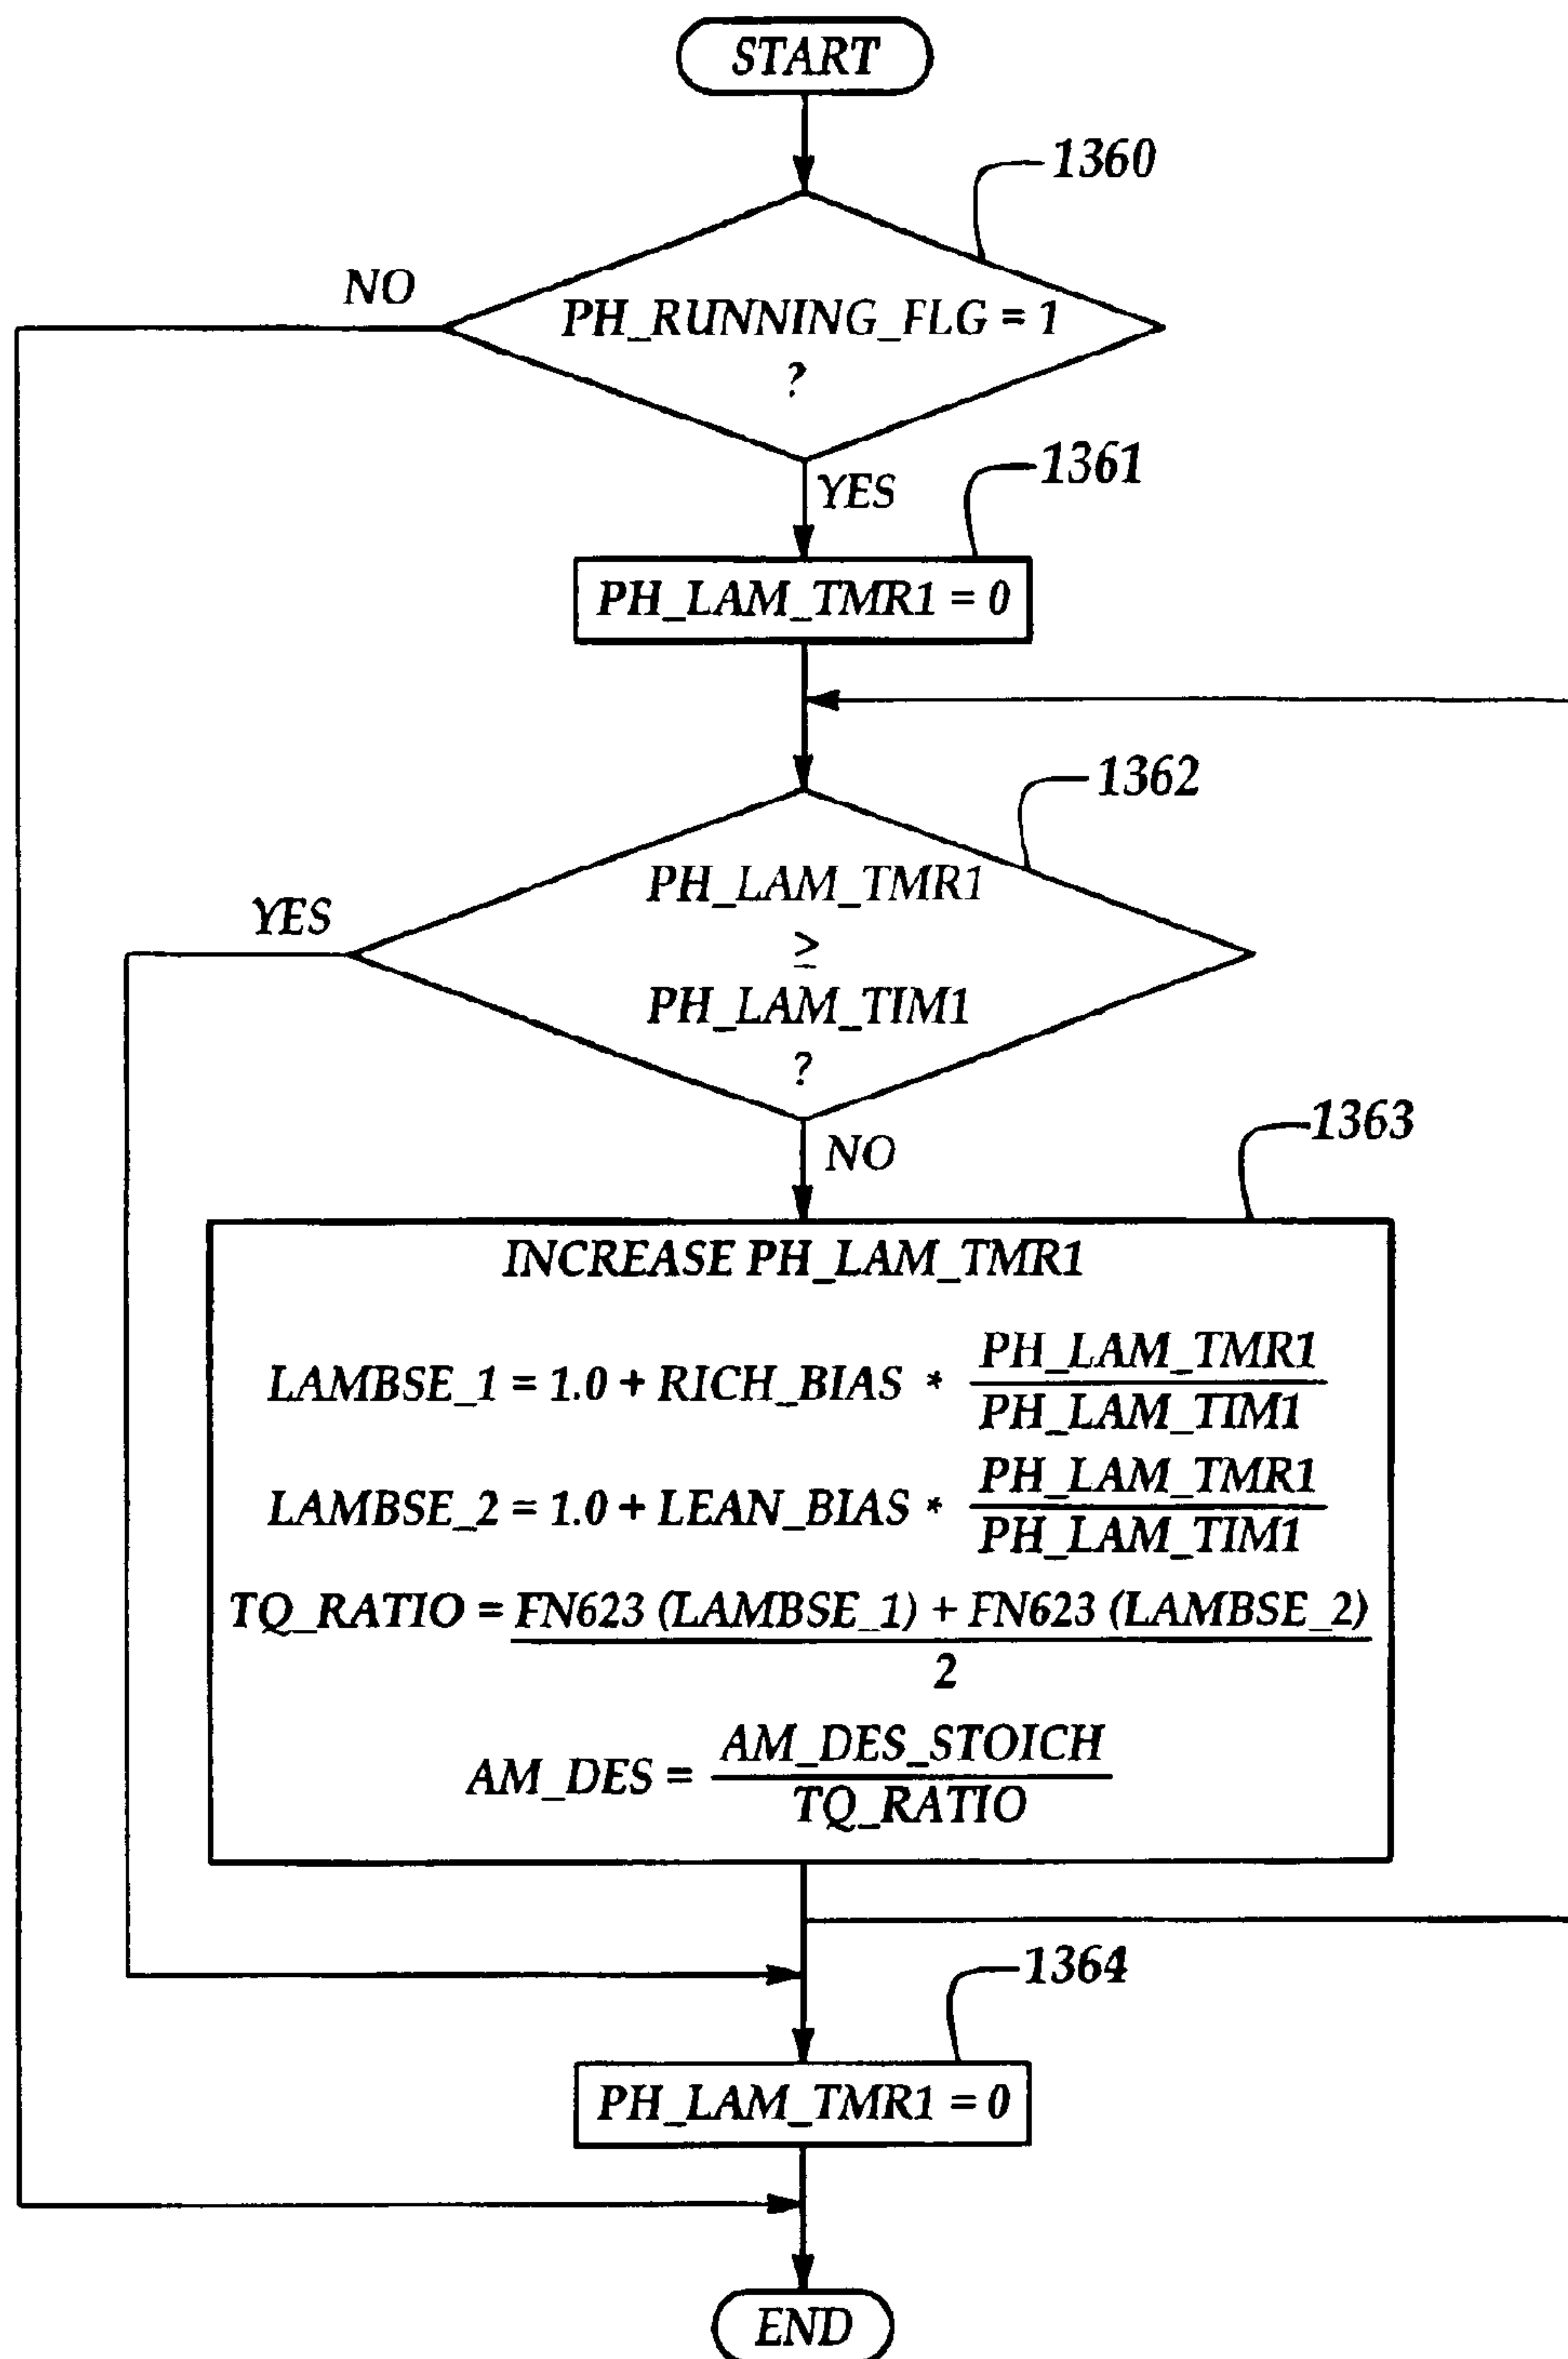 START
1360
NO
PH_RUNNING_FLG = 1
?
1361
YES
PH_LAM_TMR1 = 0
1362
YES
PH_LAM_TMR1
≥
PH_LAM_TIM1
?
1363
NO
INCREASE PH_LAM_TMR1
LAMBSE_1 = 1.0 + RICH_BIAS * PH_LAM_TMR1
PH_LAM_TIM1
LAMBSE_2 = 1.0 + LEAN_BIAS * PH_LAM_TMR1
PH_LAM_TIM1
TQ_RATIO = FN623 (LAMBSE_1) + FN623 (LAMBSE_2)
2
AM_DES = AM_DES_STOICH
TQ_RATIO
1364
PH_LAM_TMR1 = 0
END